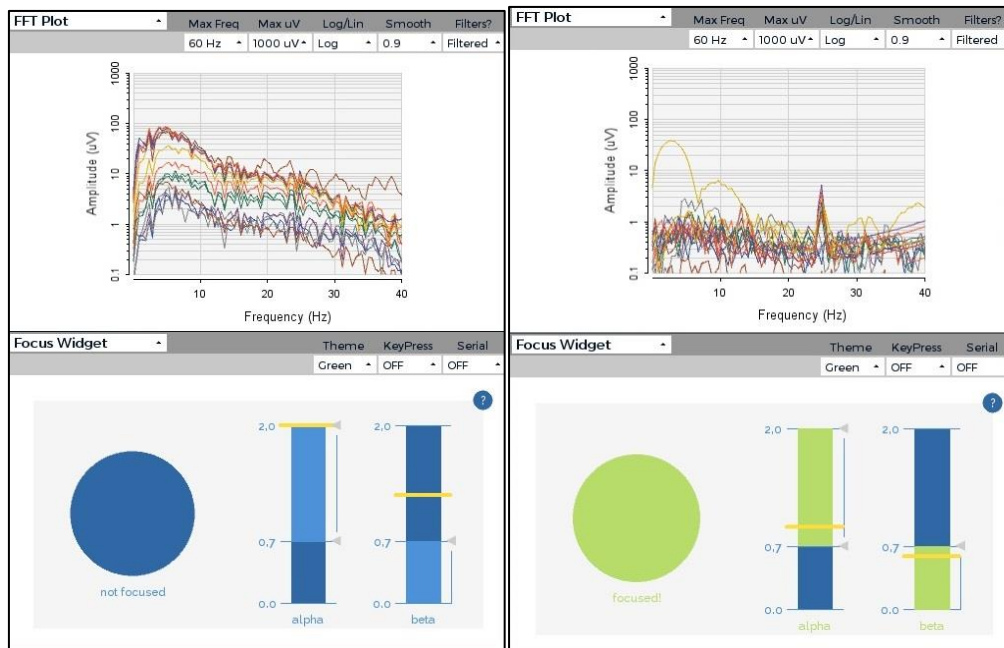 FFT Plot Max Freq Max uV Log/Lin Smooth Filters?
60 Hz 1000 uV Log 0.9 Filtered
1000
100
10
1
0.1
Amplitude (uV)
10 20 30 40
Frequency (Hz)
Focus Widget Theme KeyPress Serial
Green OFF OFF
?
2,0 2,0
0,7 0,7
0.0 0.0
not focused
alpha beta
FFT Plot Max Freq Max uV Log/Lin Smooth Filters?
60 Hz 1000 uV Log 0.9 Filtered
1000
100
10
1
0.1
Amplitude (uV)
10 20 30 40
Frequency (Hz)
Focus Widget Theme KeyPress Serial
Green OFF OFF
?
2,0 2,0
0,7 0,7
0.0 0.0
focused!
alpha beta